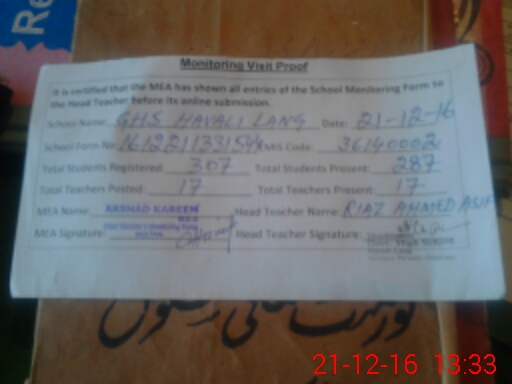 Re
Monitoring Visit Proof
It is certified that the MEA has shown all entries of the School Monitoring Form to
the Head Teacher before its online submission.
School Name: GHS HAVALI LANG Date: 21-12-16
School Form No: 16122113315 EMIS Code: 36140002
Total Students Registered: 307 Total Students Present: 287
Total Teachers Posted: 17 Total Teachers Present: 17
MEA Name: ARSHAD KAREEM Head Teacher Name: RIAZ AHMED ASIF
MEA
MEA Signature: Head Teacher Signature:
21-12-16 13:33